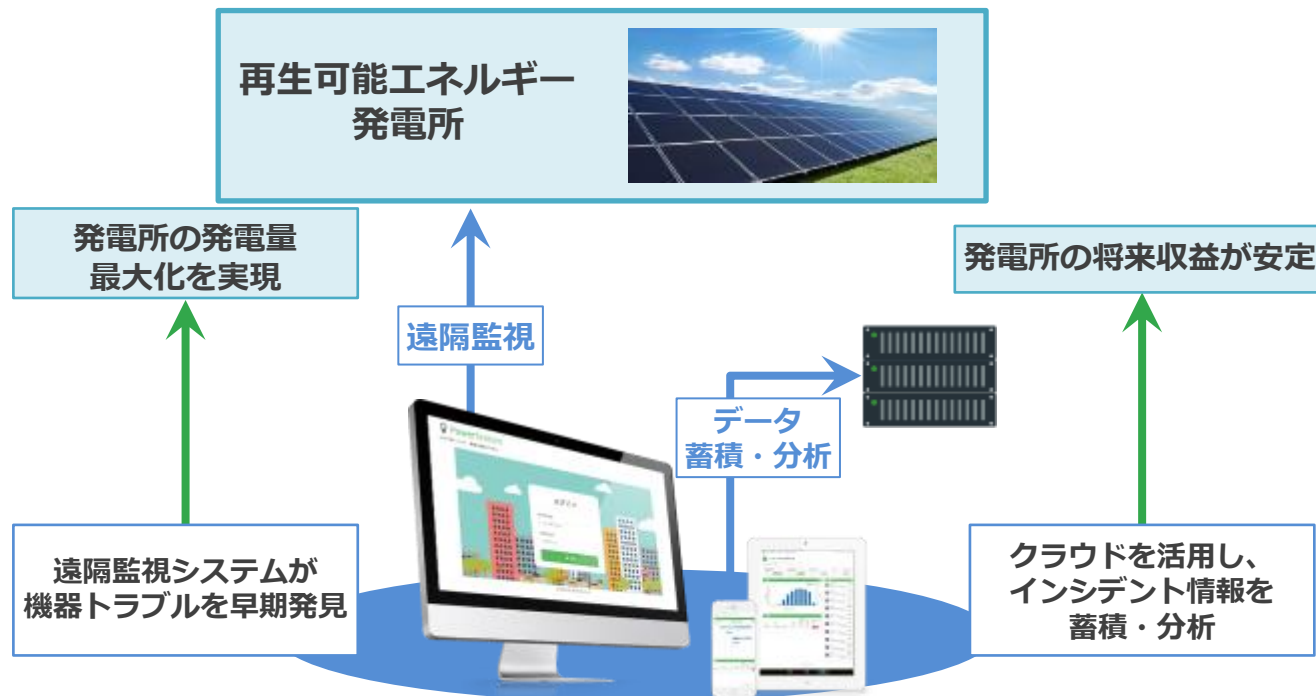 再生可能エネルギー
発電所
発電所の発電量
最大化を実現
発電所の将来収益が安定
遠隔監視
データ
蓄積・分析
遠隔監視システムが
機器トラブルを早期発見
クラウドを活用し、
インシデント情報を
蓄積・分析